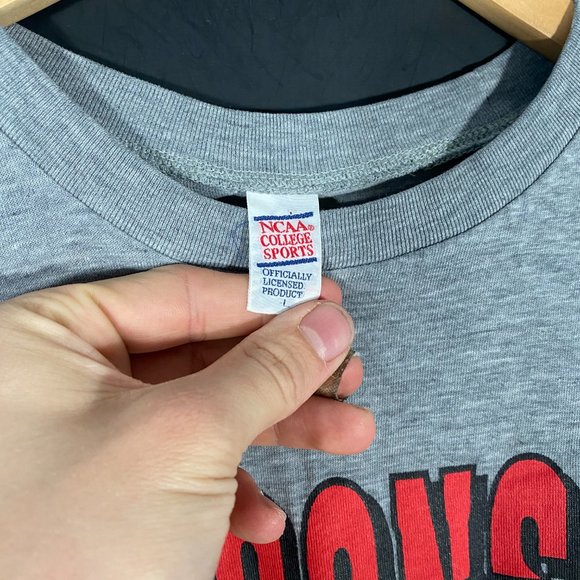 NCAA®
COLLEGE
SPORTS
OFFICIALLY
LICENSED
PRODUCT